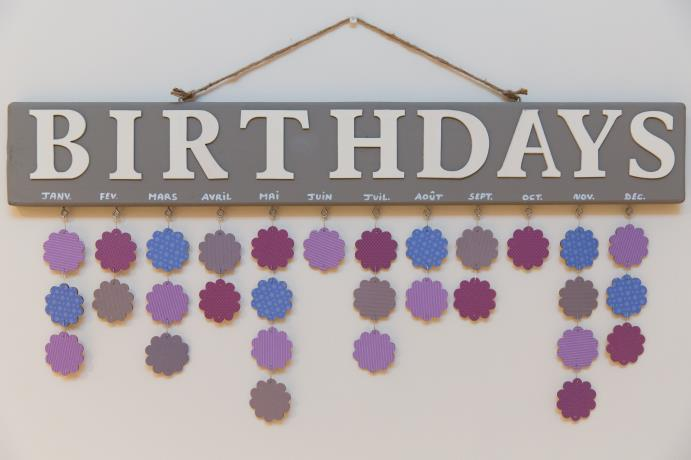 BIRTHDAYS
JANV. FEV. MARS AVRIL MAI JUIN JUIL. AOÛT SEPT. OCT. NOV. DEC.